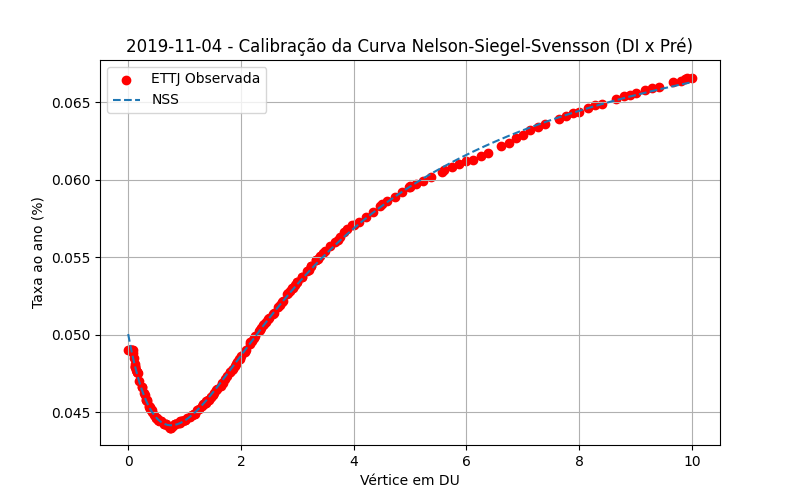 2019-11-04 - Calibração da Curva Nelson-Siegel-Svensson (DI x Pré)
ETTJ Observada
NSS
Taxa ao ano (%)
0.065
0.060
0.055
0.050
0.045
0 2 4 6 8 10
Vértice em DU